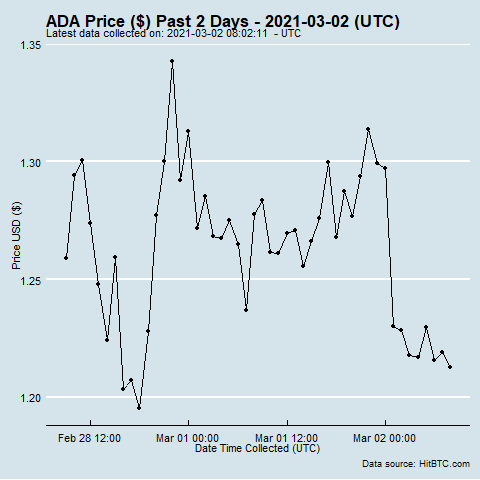 ADA Price ($) Past 2 Days - 2021-03-02 (UTC)
Latest data collected on: 2021-03-02 08:02:11  - UTC
1.35
1.30
1.25
1.20
Price USD ($)
Feb 28 12:00
Mar 01 00:00
Mar 01 12:00
Mar 02 00:00
Date Time Collected (UTC)
Data source: HitBTC.com